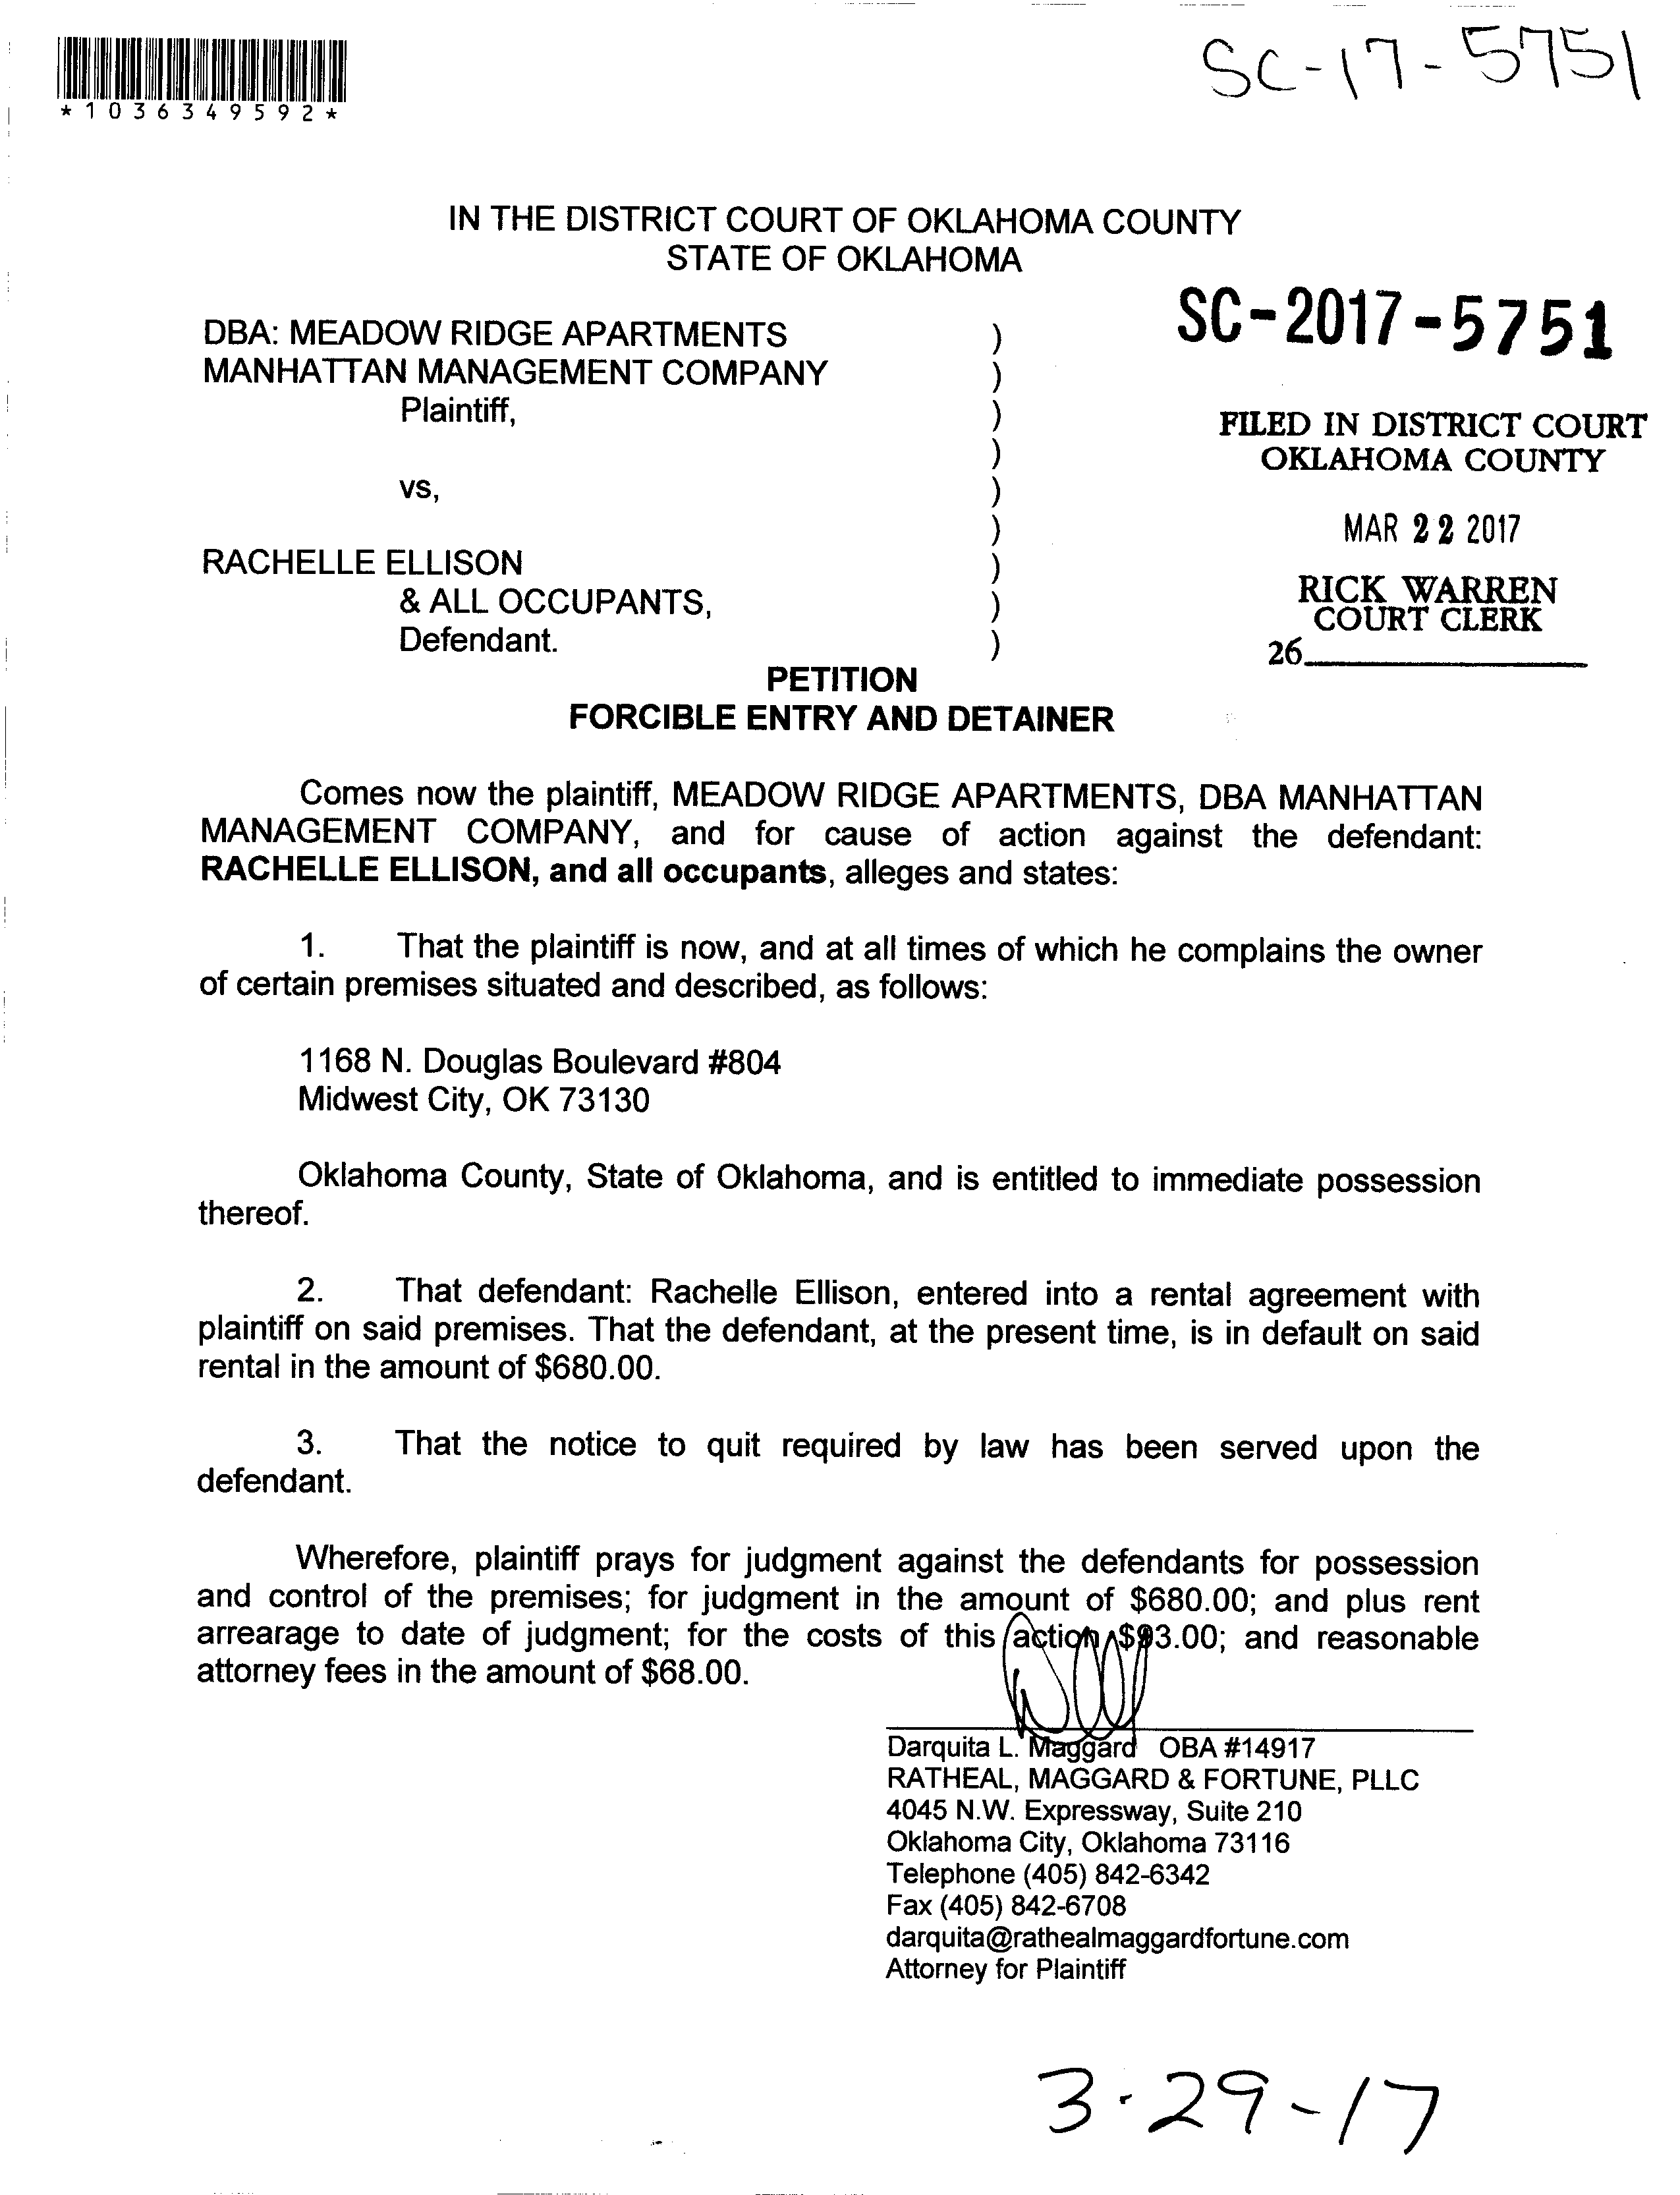 SC-17-5751
*1036349592*
IN THE DISTRICT COURT OF OKLAHOMA COUNTY
STATE OF OKLAHOMA
SC-2017-5751
DBA: MEADOW RIDGE APARTMENTS )
MANHATTAN MANAGEMENT COMPANY )
Plaintiff, )
)
vs, )
)
RACHELLE ELLISON )
& ALL OCCUPANTS, )
Defendant. )
FILED IN DISTRICT COURT
OKLAHOMA COUNTY
MAR 22 2017
RICK WARREN
COURT CLERK
26
PETITION
FORCIBLE ENTRY AND DETAINER
Comes now the plaintiff, MEADOW RIDGE APARTMENTS, DBA MANHATTAN
MANAGEMENT COMPANY, and for cause of action against the defendant:
RACHELLE ELLISON, and all occupants, alleges and states:
1. That the plaintiff is now, and at all times of which he complains the owner
of certain premises situated and described, as follows:
1168 N. Douglas Boulevard #804
Midwest City, OK 73130
Oklahoma County, State of Oklahoma, and is entitled to immediate possession
thereof.
2. That defendant: Rachelle Ellison, entered into a rental agreement with
plaintiff on said premises. That the defendant, at the present time, is in default on said
rental in the amount of $680.00.
3. That the notice to quit required by law has been served upon the
defendant.
Wherefore, plaintiff prays for judgment against the defendants for possession
and control of the premises; for judgment in the amount of $680.00; and plus rent
arrearage to date of judgment; for the costs of this action $93.00; and reasonable
attorney fees in the amount of $68.00.
Darquita L. Maggard OBA #14917
RATHEAL, MAGGARD & FORTUNE, PLLC
4045 N.W. Expressway, Suite 210
Oklahoma City, Oklahoma 73116
Telephone (405) 842-6342
Fax (405) 842-6708
darquita@rathealmaggardfortune.com
Attorney for Plaintiff
3-29-17